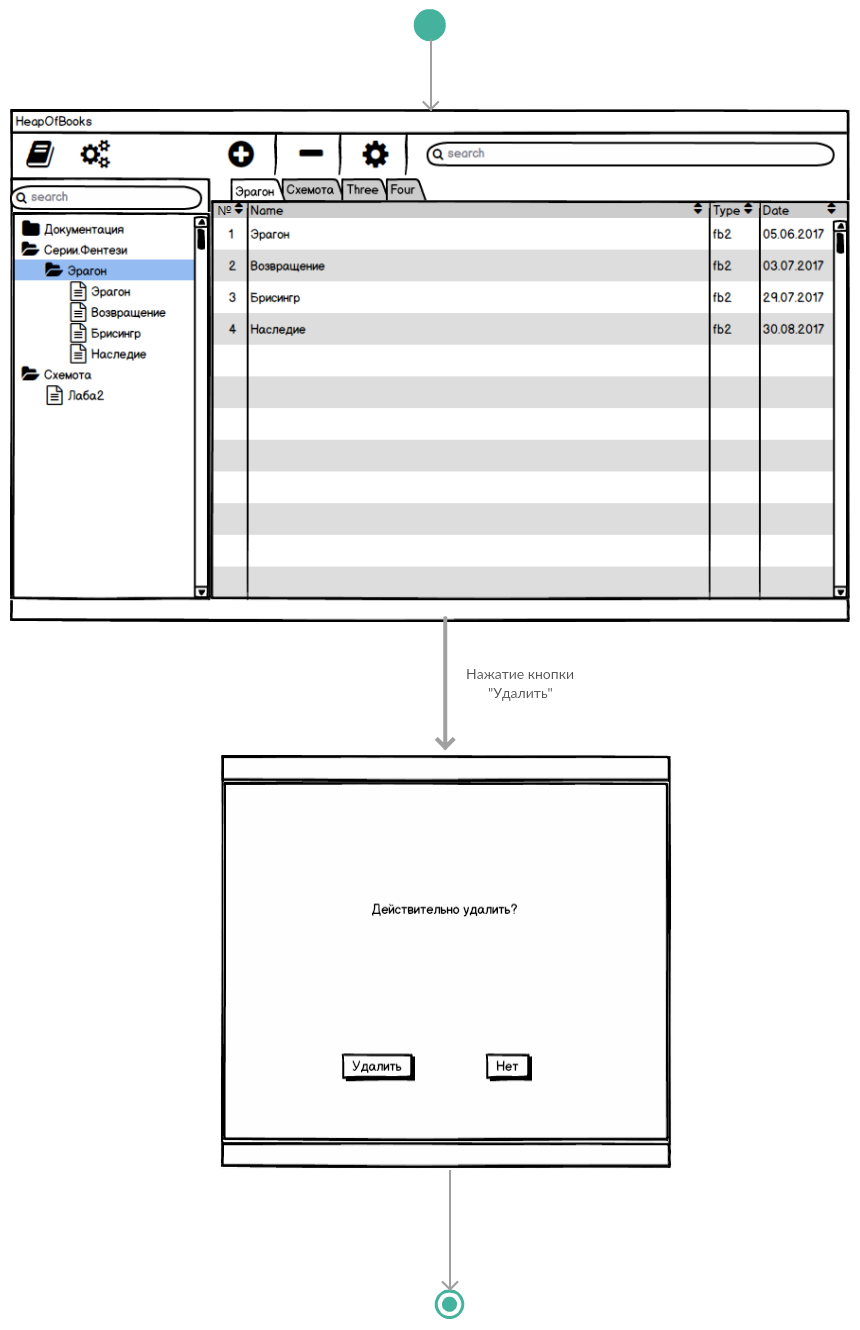 HeapOfBooks
search
search
Эрагон Схемота Three Four
№ Name Type Date
Документация
Серии.Фентези
Эрагон
Эрагон
Возвращение
Брисингр
Наследие
Схемота
Лаба2
1 Эрагон fb2 05.06.2017
2 Возвращение fb2 03.07.2017
3 Брисингр fb2 29.07.2017
4 Наследие fb2 30.08.2017
Нажатие кнопки
"Удалить"
Действительно удалить?
Удалить Нет